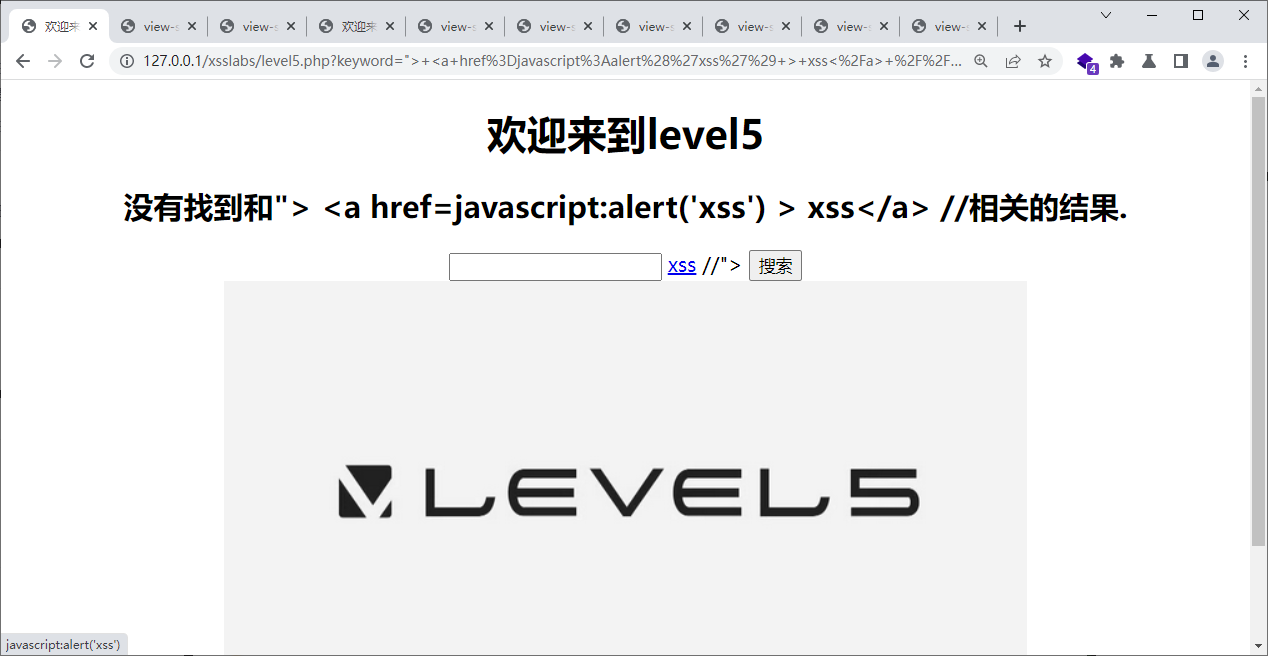 欢迎来 view-s view-s 欢迎来 view-s view-s view-s view-s view-s view-s
127.0.0.1/xsslabs/level5.php?keyword=">+<a+href%3Djavascript%3Aalert%28%27xss%27%29+>+xss<%2Fa>+%2F%2F...
4
欢迎来到level5
没有找到和"> <a href=javascript:alert('xss') > xss</a> //相关的结果.
xss //"> 搜索
LEVEL5
javascript:alert('xss')